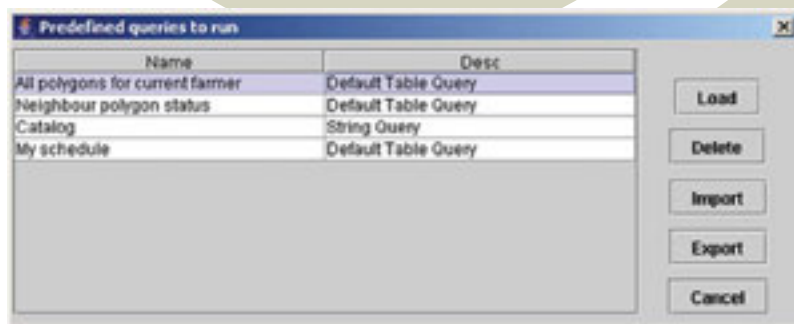 Predefined queries to run
Name Desc
All polygons for current farmer Default Table Query
Neighbour polygon status Default Table Query
Catalog String Query
My schedule Default Table Query
Load
Delete
Import
Export
Cancel